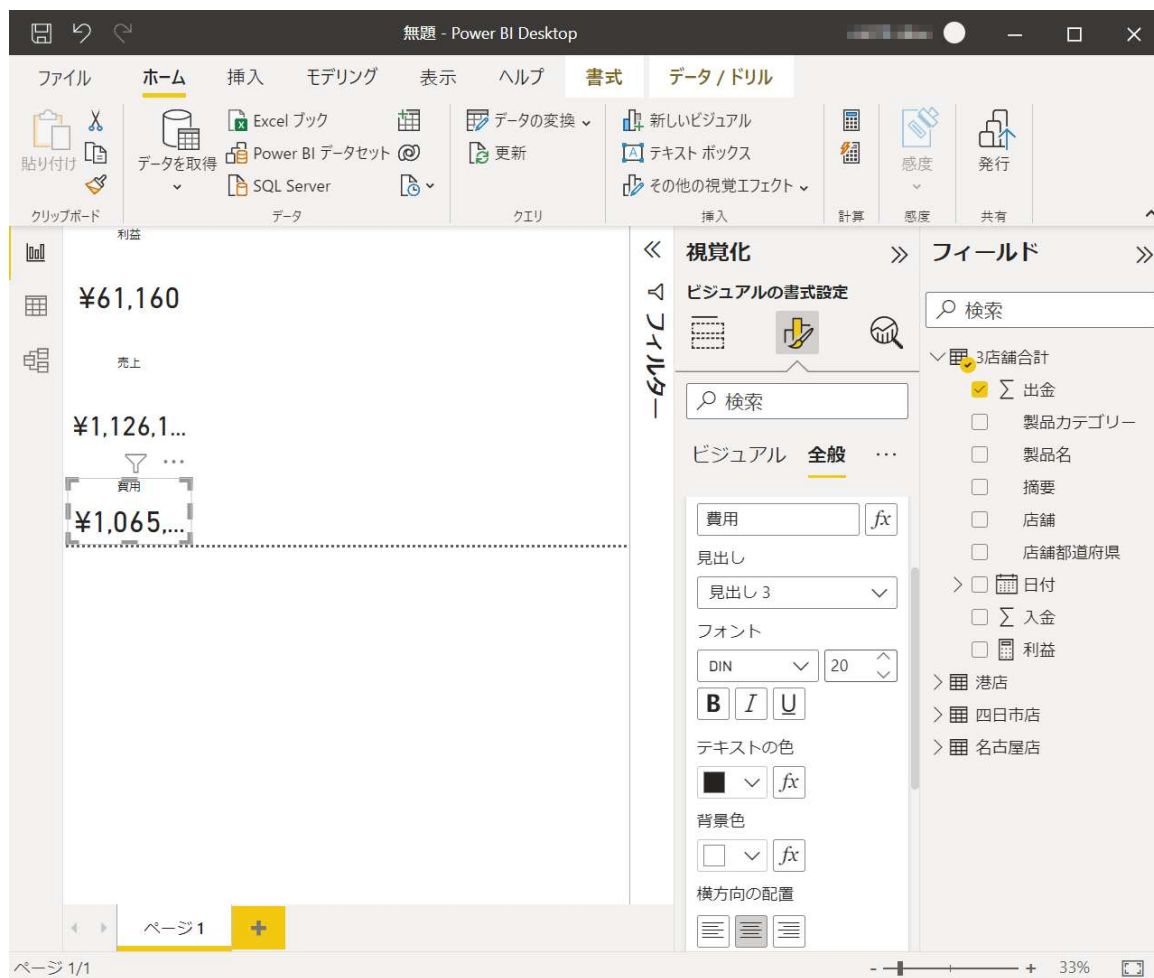 無題 - Power BI Desktop
ファイル ホーム 挿入 モデリング 表示 ヘルプ 書式 データ / ドリル
貼り付け
クリップボード
データを取得
Excel ブック
Power BI データセット
SQL Server
データ
データの変換
更新
クエリ
新しいビジュアル
テキスト ボックス
その他の視覚エフェクト
挿入
計算
感度
感度
発行
共有
利益
¥61,160
売上
¥1,126,1...
費用
¥1,065,...
フィルター
視覚化
ビジュアルの書式設定
検索
ビジュアル 全般 ...
費用 fx
見出し
見出し 3
フォント
DIN 20
B I U
テキストの色
fx
背景色
fx
横方向の配置
フィールド
検索
3店舗合計
∑ 出金
製品カテゴリー
製品名
摘要
店舗
店舗都道府県
日付
∑ 入金
利益
港店
四日市店
名古屋店
ページ 1 +
ページ 1/1
- + 33%